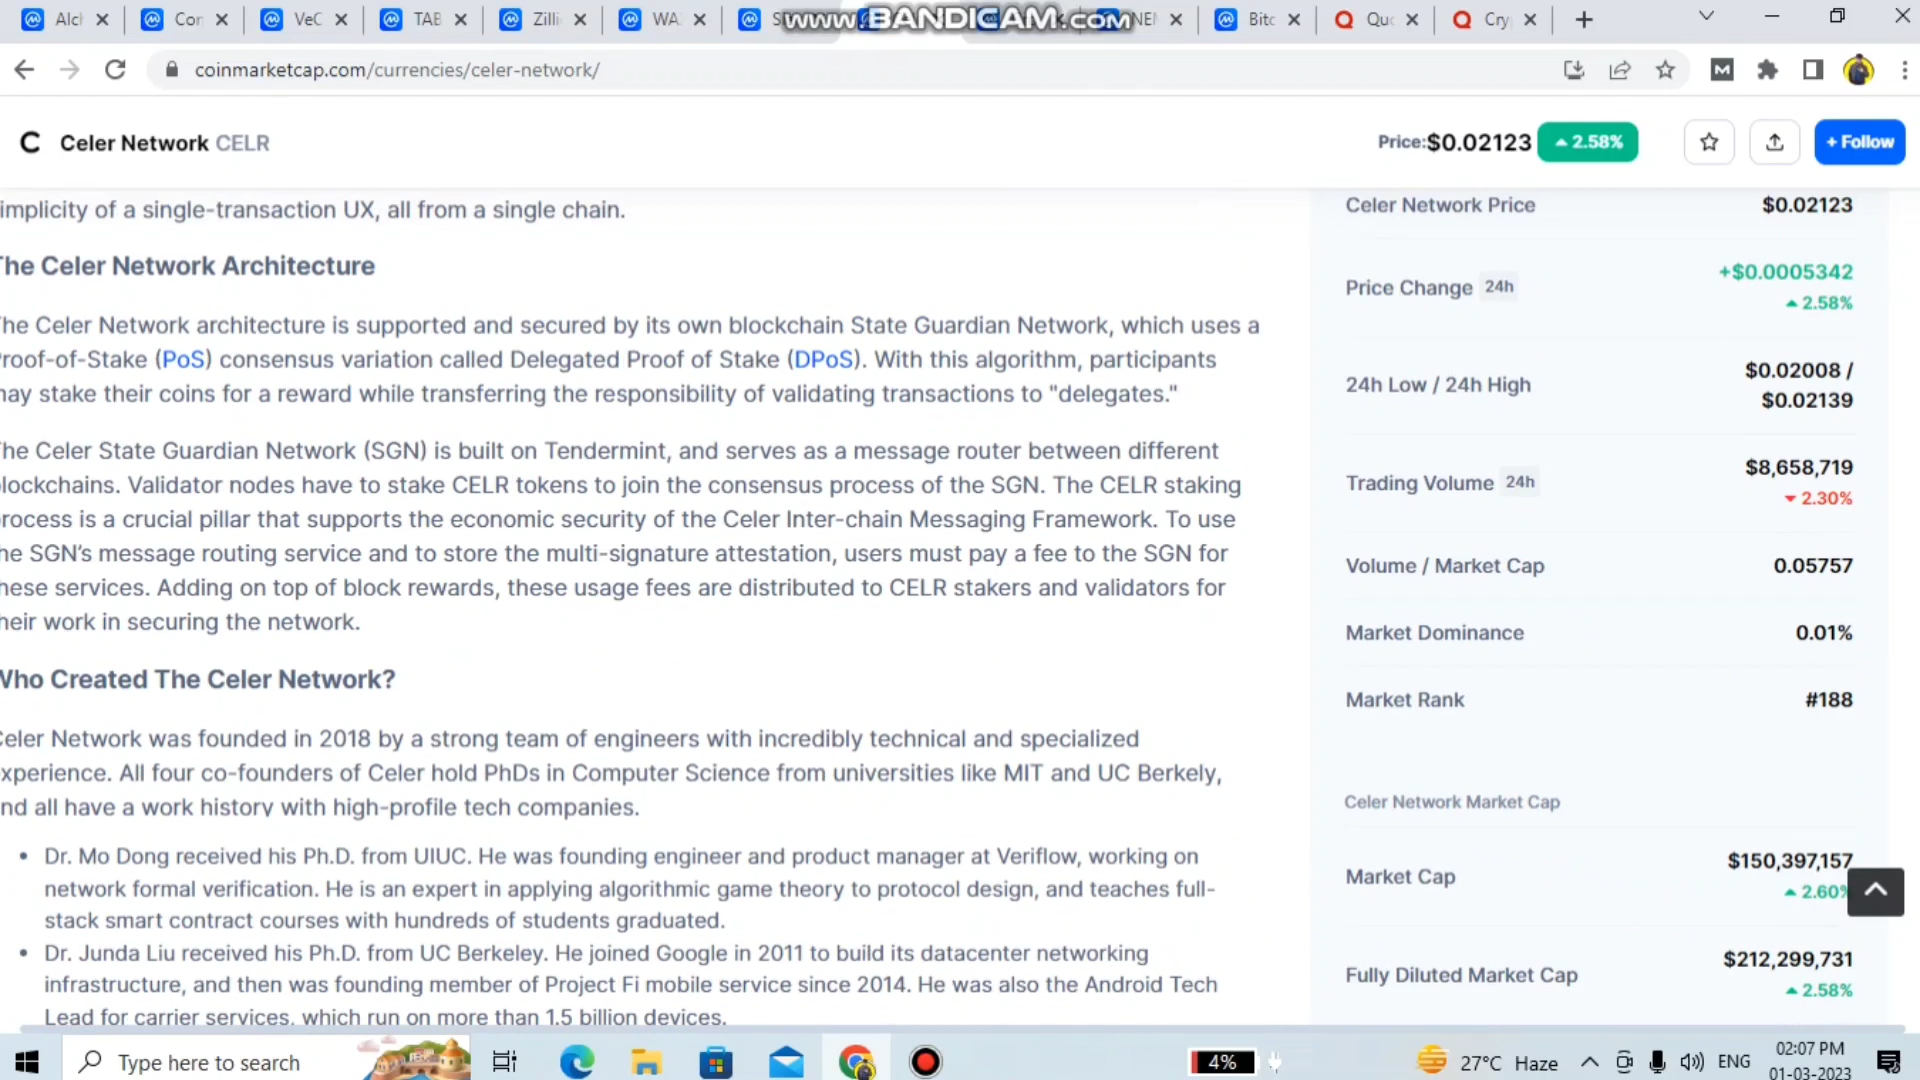 Alc
Cor
VeC
TAB
Zilli
WA
S
www.BANDICAM.com
NEM
Bitc
Quc
Cry
coinmarketcap.com/currencies/celer-network/
Celer Network CELR
Price:$0.02123
2.58%
+ Follow
implicity of a single-transaction UX, all from a single chain.
he Celer Network Architecture
he Celer Network architecture is supported and secured by its own blockchain State Guardian Network, which uses a
roof-of-Stake (PoS) consensus variation called Delegated Proof of Stake (DPoS). With this algorithm, participants
nay stake their coins for a reward while transferring the responsibility of validating transactions to "delegates."
he Celer State Guardian Network (SGN) is built on Tendermint, and serves as a message router between different
lockchains. Validator nodes have to stake CELR tokens to join the consensus process of the SGN. The CELR staking
rocess is a crucial pillar that supports the economic security of the Celer Inter-chain Messaging Framework. To use
he SGN's message routing service and to store the multi-signature attestation, users must pay a fee to the SGN for
hese services. Adding on top of block rewards, these usage fees are distributed to CELR stakers and validators for
heir work in securing the network.
Who Created The Celer Network?
Celer Network was founded in 2018 by a strong team of engineers with incredibly technical and specialized
xperience. All four co-founders of Celer hold PhDs in Computer Science from universities like MIT and UC Berkely,
nd all have a work history with high-profile tech companies.
• Dr. Mo Dong received his Ph.D. from UIUC. He was founding engineer and product manager at Veriflow, working on
network formal verification. He is an expert in applying algorithmic game theory to protocol design, and teaches full-
stack smart contract courses with hundreds of students graduated.
• Dr. Junda Liu received his Ph.D. from UC Berkeley. He joined Google in 2011 to build its datacenter networking
infrastructure, and then was founding member of Project Fi mobile service since 2014. He was also the Android Tech
Lead for carrier services, which run on more than 1.5 billion devices.
Celer Network Price
$0.02123
Price Change 24h
+$0.0005342
2.58%
24h Low / 24h High
$0.02008 /
$0.02139
Trading Volume 24h
$8,658,719
2.30%
Volume / Market Cap
0.05757
Market Dominance
0.01%
Market Rank
#188
Celer Network Market Cap
Market Cap
$150,397,157
2.60%
Fully Diluted Market Cap
$212,299,731
2.58%
Type here to search
4%
27°C Haze
ENG
02:07 PM
01-03-2023